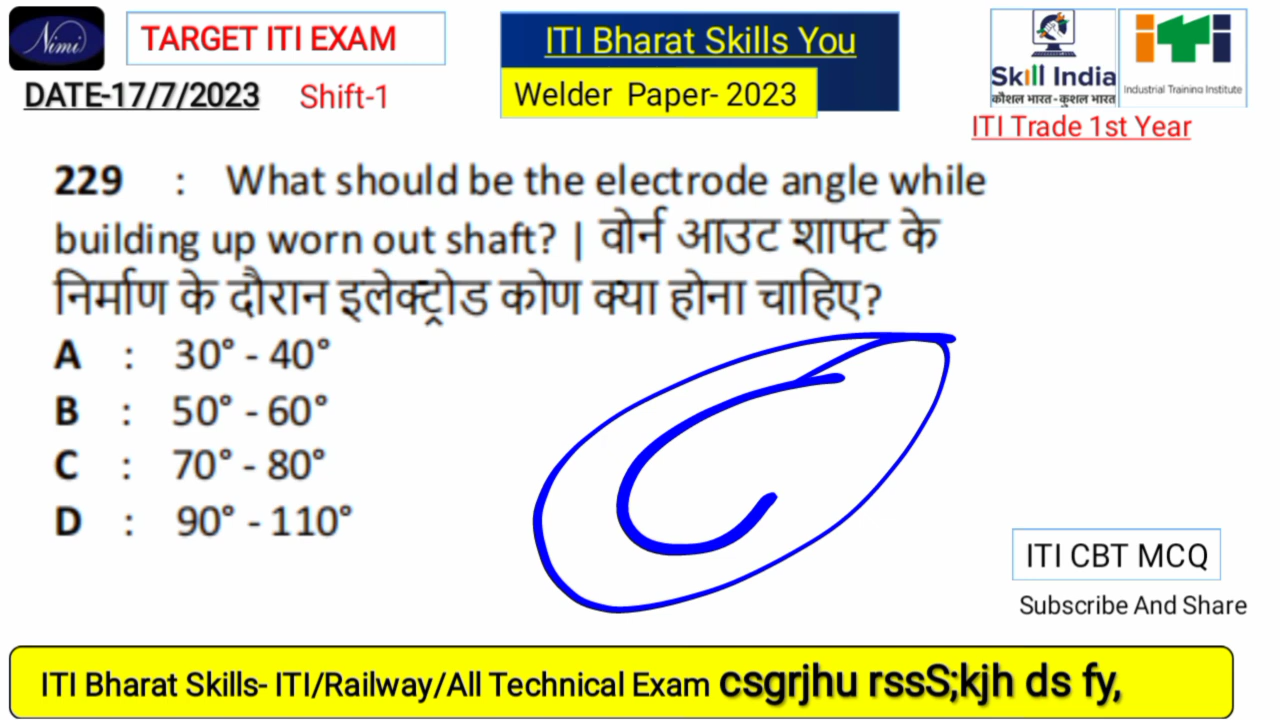 Nimi
TARGET ITI EXAM
ITI Bharat Skills You
Skill India
कौशल भारत-कुशल भारत
iTi
Industrial Training Institute
DATE-17/7/2023 Shift-1
Welder Paper- 2023
ITI Trade 1st Year
229 : What should be the electrode angle while
building up worn out shaft? | वोर्न आउट शाफ्ट के
निर्माण के दौरान इलेक्ट्रोड कोण क्या होना चाहिए?
A : 30° - 40°
B : 50° - 60°
C : 70° - 80°
D : 90° - 110°
C
ITI CBT MCQ
Subscribe And Share
ITI Bharat Skills- ITI/Railway/All Technical Exam csgrjhu rssS;kjh ds fy,